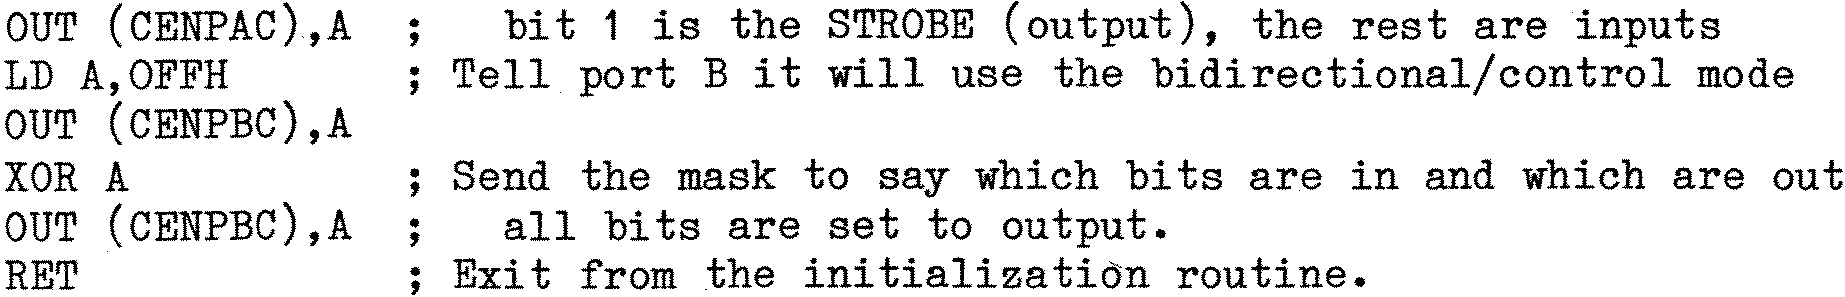 OUT (CENPAC),A ; bit 1 is the STROBE (output), the rest are inputs
LD A,OFFH ; Tell port B it will use the bidirectional/control mode
OUT (CENPBC),A
XOR A ; Send the mask to say which bits are in and which are out
OUT (CENPBC),A ; all bits are set to output.
RET ; Exit from the initialization routine.